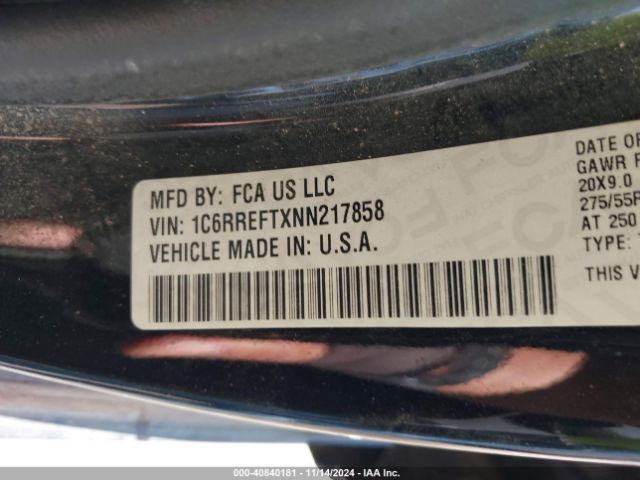 MFD BY: FCA US LLC
VIN: 1C6RREFTXNN217858
VEHICLE MADE IN: U.S.A.
DATE OF
GAWR
20X9.0
275/55R
AT 250
TYPE:
THIS V
000-40840181 - 11/14/2024 - IAAI Inc.